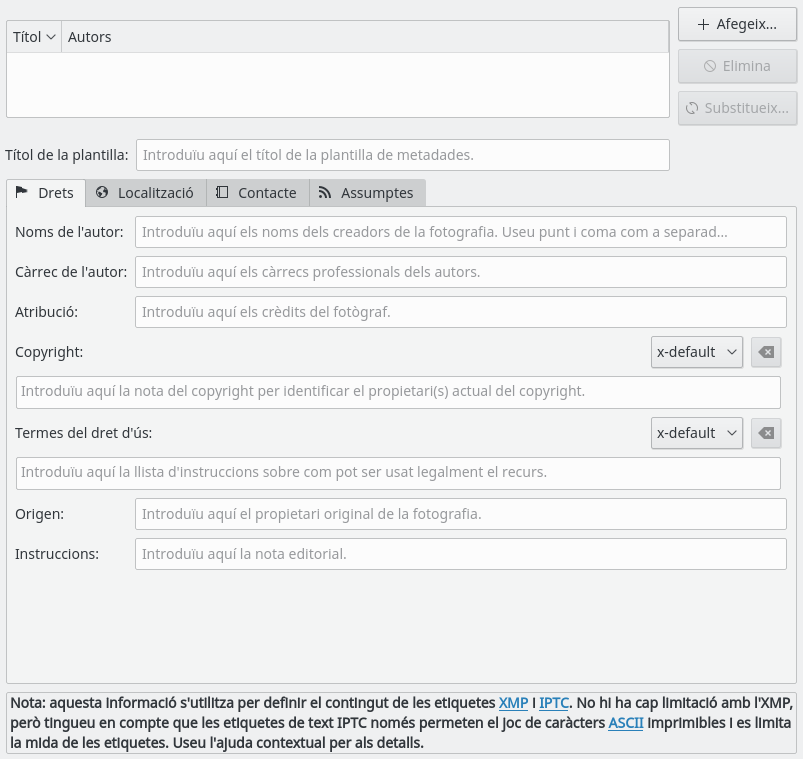 Títol Autors
Afegeix...
Elimina
Substitueix...
Títol de la plantilla: Introduïu aquí el títol de la plantilla de metadades.
Drets Localització Contacte Assumptes
Noms de l'autor: Introduïu aquí els noms dels creadors de la fotografia. Useu punt i coma com a separad...
Càrrec de l'autor: Introduïu aquí els càrrecs professionals dels autors.
Atribució: Introduïu aquí els crèdits del fotògraf.
Copyright: x-default
Introduïu aquí la nota del copyright per identificar el propietari(s) actual del copyright.
Termes del dret d'ús: x-default
Introduïu aquí la llista d'instruccions sobre com pot ser usat legalment el recurs.
Origen: Introduïu aquí el propietari original de la fotografia.
Instruccions: Introduïu aquí la nota editorial.
Nota: aquesta informació s'utilitza per definir el contingut de les etiquetes XMP i IPTC. No hi ha cap limitació amb l'XMP,
però tingueu en compte que les etiquetes de text IPTC només permeten el joc de caràcters ASCII imprimibles i es limita
la mida de les etiquetes. Useu l'ajuda contextual per als detalls.